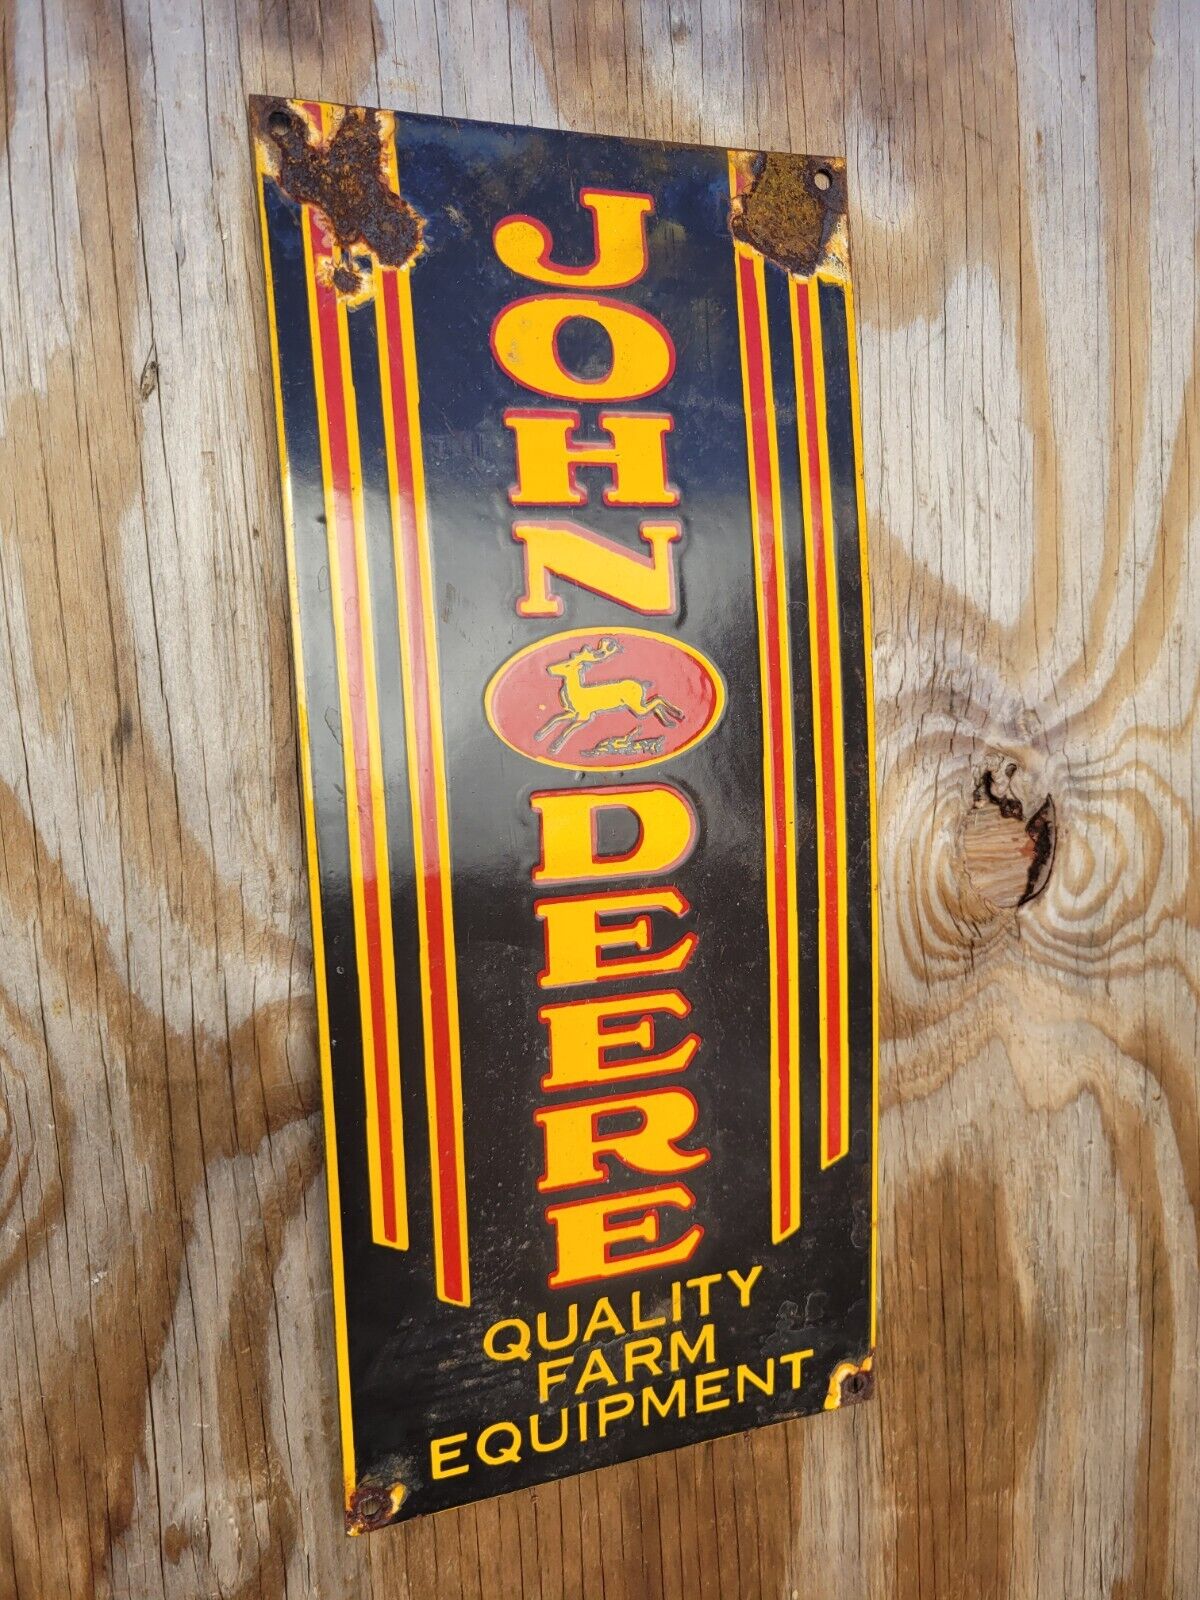 JOHN
DEERE
QUALITY
FARM
EQUIPMENT